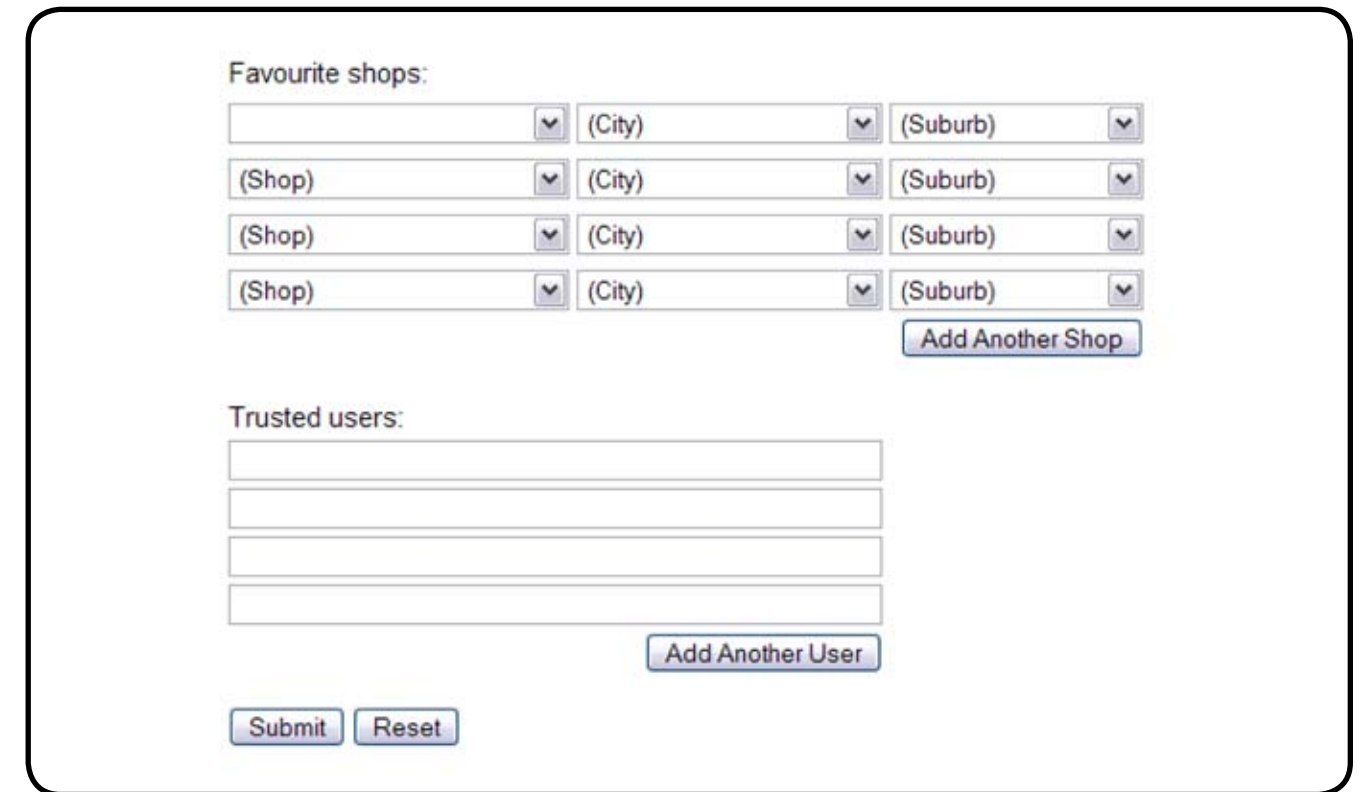 Favourite shops:
(City) (Suburb)
(Shop) (City) (Suburb)
(Shop) (City) (Suburb)
(Shop) (City) (Suburb)
Add Another Shop
Trusted users:
Add Another User
Submit Reset